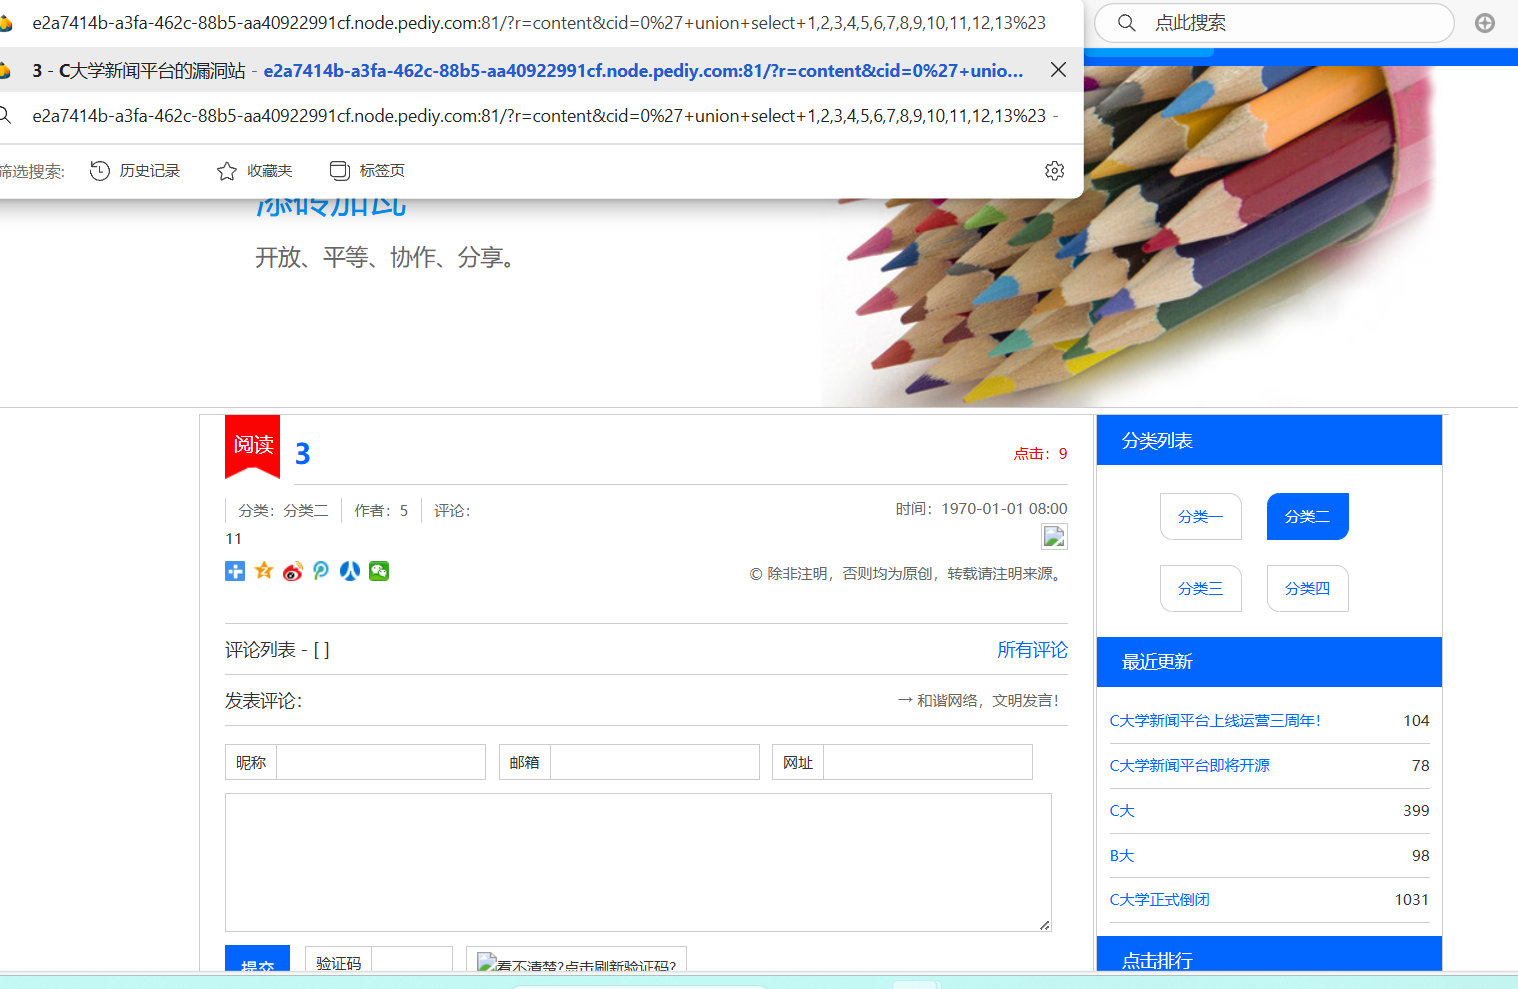 e2a7414b-a3fa-462c-88b5-aa40922991cf.node.pediy.com:81/?r=content&cid=0%27+union+select+1,2,3,4,5,6,7,8,9,10,11,12,13%23
点此搜索
3 - C大学新闻平台的漏洞站 - e2a7414b-a3fa-462c-88b5-aa40922991cf.node.pediy.com:81/?r=content&cid=0%27+unio...
e2a7414b-a3fa-462c-88b5-aa40922991cf.node.pediy.com:81/?r=content&cid=0%27+union+select+1,2,3,4,5,6,7,8,9,10,11,12,13%23 -
筛选搜索: 历史记录 收藏夹 标签页
添砖加瓦
开放、平等、协作、分享。
阅读
3
点击：9
分类：分类二 作者：5 评论：
时间：1970-01-01 08:00
11
© 除非注明，否则均为原创，转载请注明来源。
评论列表 - [ ]
所有评论
发表评论：
→ 和谐网络，文明发言！
昵称
邮箱
网址
提交
验证码
看不清楚?点击刷新验证码?
分类列表
分类一 分类二
分类三 分类四
最近更新
C大学新闻平台上线运营三周年！ 104
C大学新闻平台即将开源 78
C大 399
B大 98
C大学正式倒闭 1031
点击排行